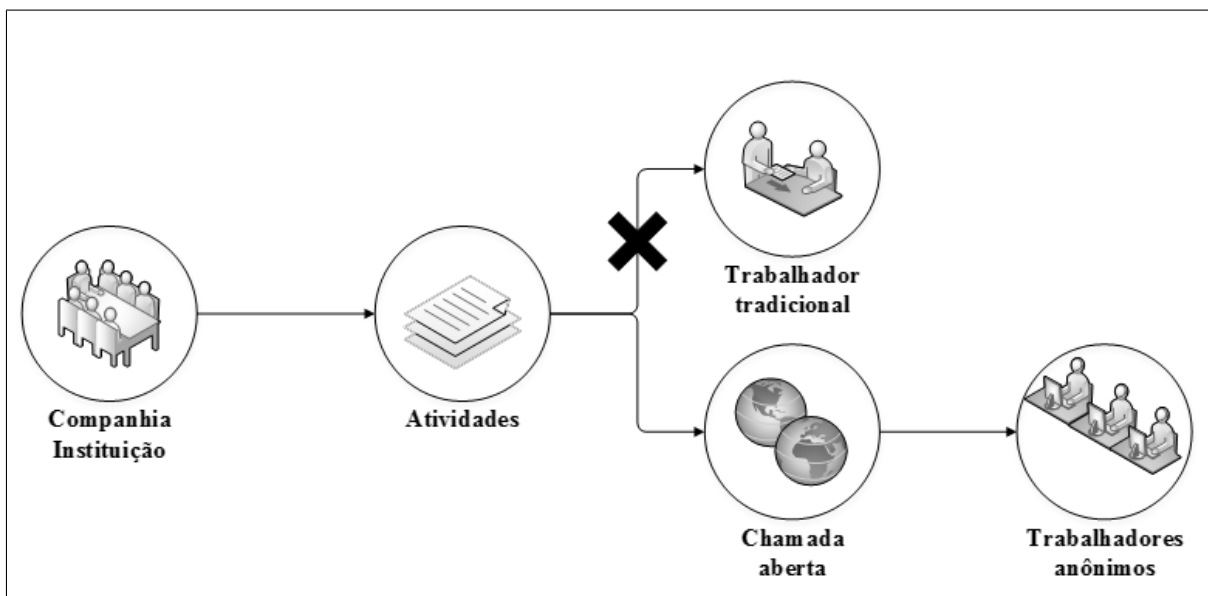 Trabalhador
tradicional
Companhia
Instituição
Atividades
Chamada
aberta
Trabalhadores
anônimos